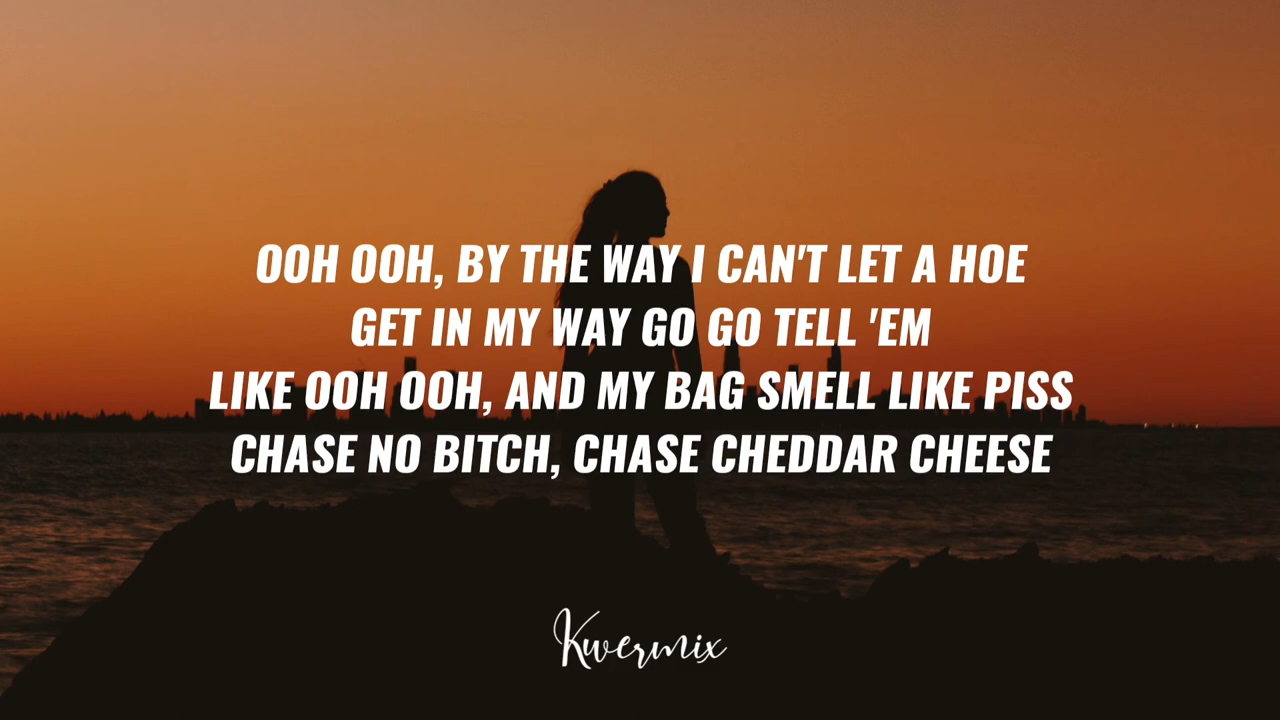 OOH OOH, BY THE WAY I CAN'T LET A HOE
GET IN MY WAY GO GO TELL 'EM
LIKE OOH OOH, AND MY BAG SMELL LIKE PISS
CHASE NO BITCH, CHASE CHEDDAR CHEESE
Kwermix